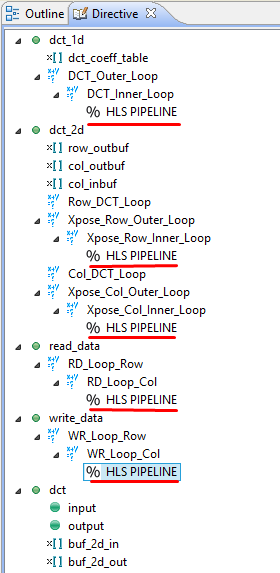 Outline Directive
dct_1d
dct_coeff_table
DCT_Outer_Loop
DCT_Inner_Loop
% HLS PIPELINE
dct_2d
row_outbuf
col_outbuf
col_inbuf
Row_DCT_Loop
Xpose_Row_Outer_Loop
Xpose_Row_Inner_Loop
% HLS PIPELINE
Col_DCT_Loop
Xpose_Col_Outer_Loop
Xpose_Col_Inner_Loop
% HLS PIPELINE
read_data
RD_Loop_Row
RD_Loop_Col
% HLS PIPELINE
write_data
WR_Loop_Row
WR_Loop_Col
% HLS PIPELINE
dct
input
output
buf_2d_in
buf_2d_out